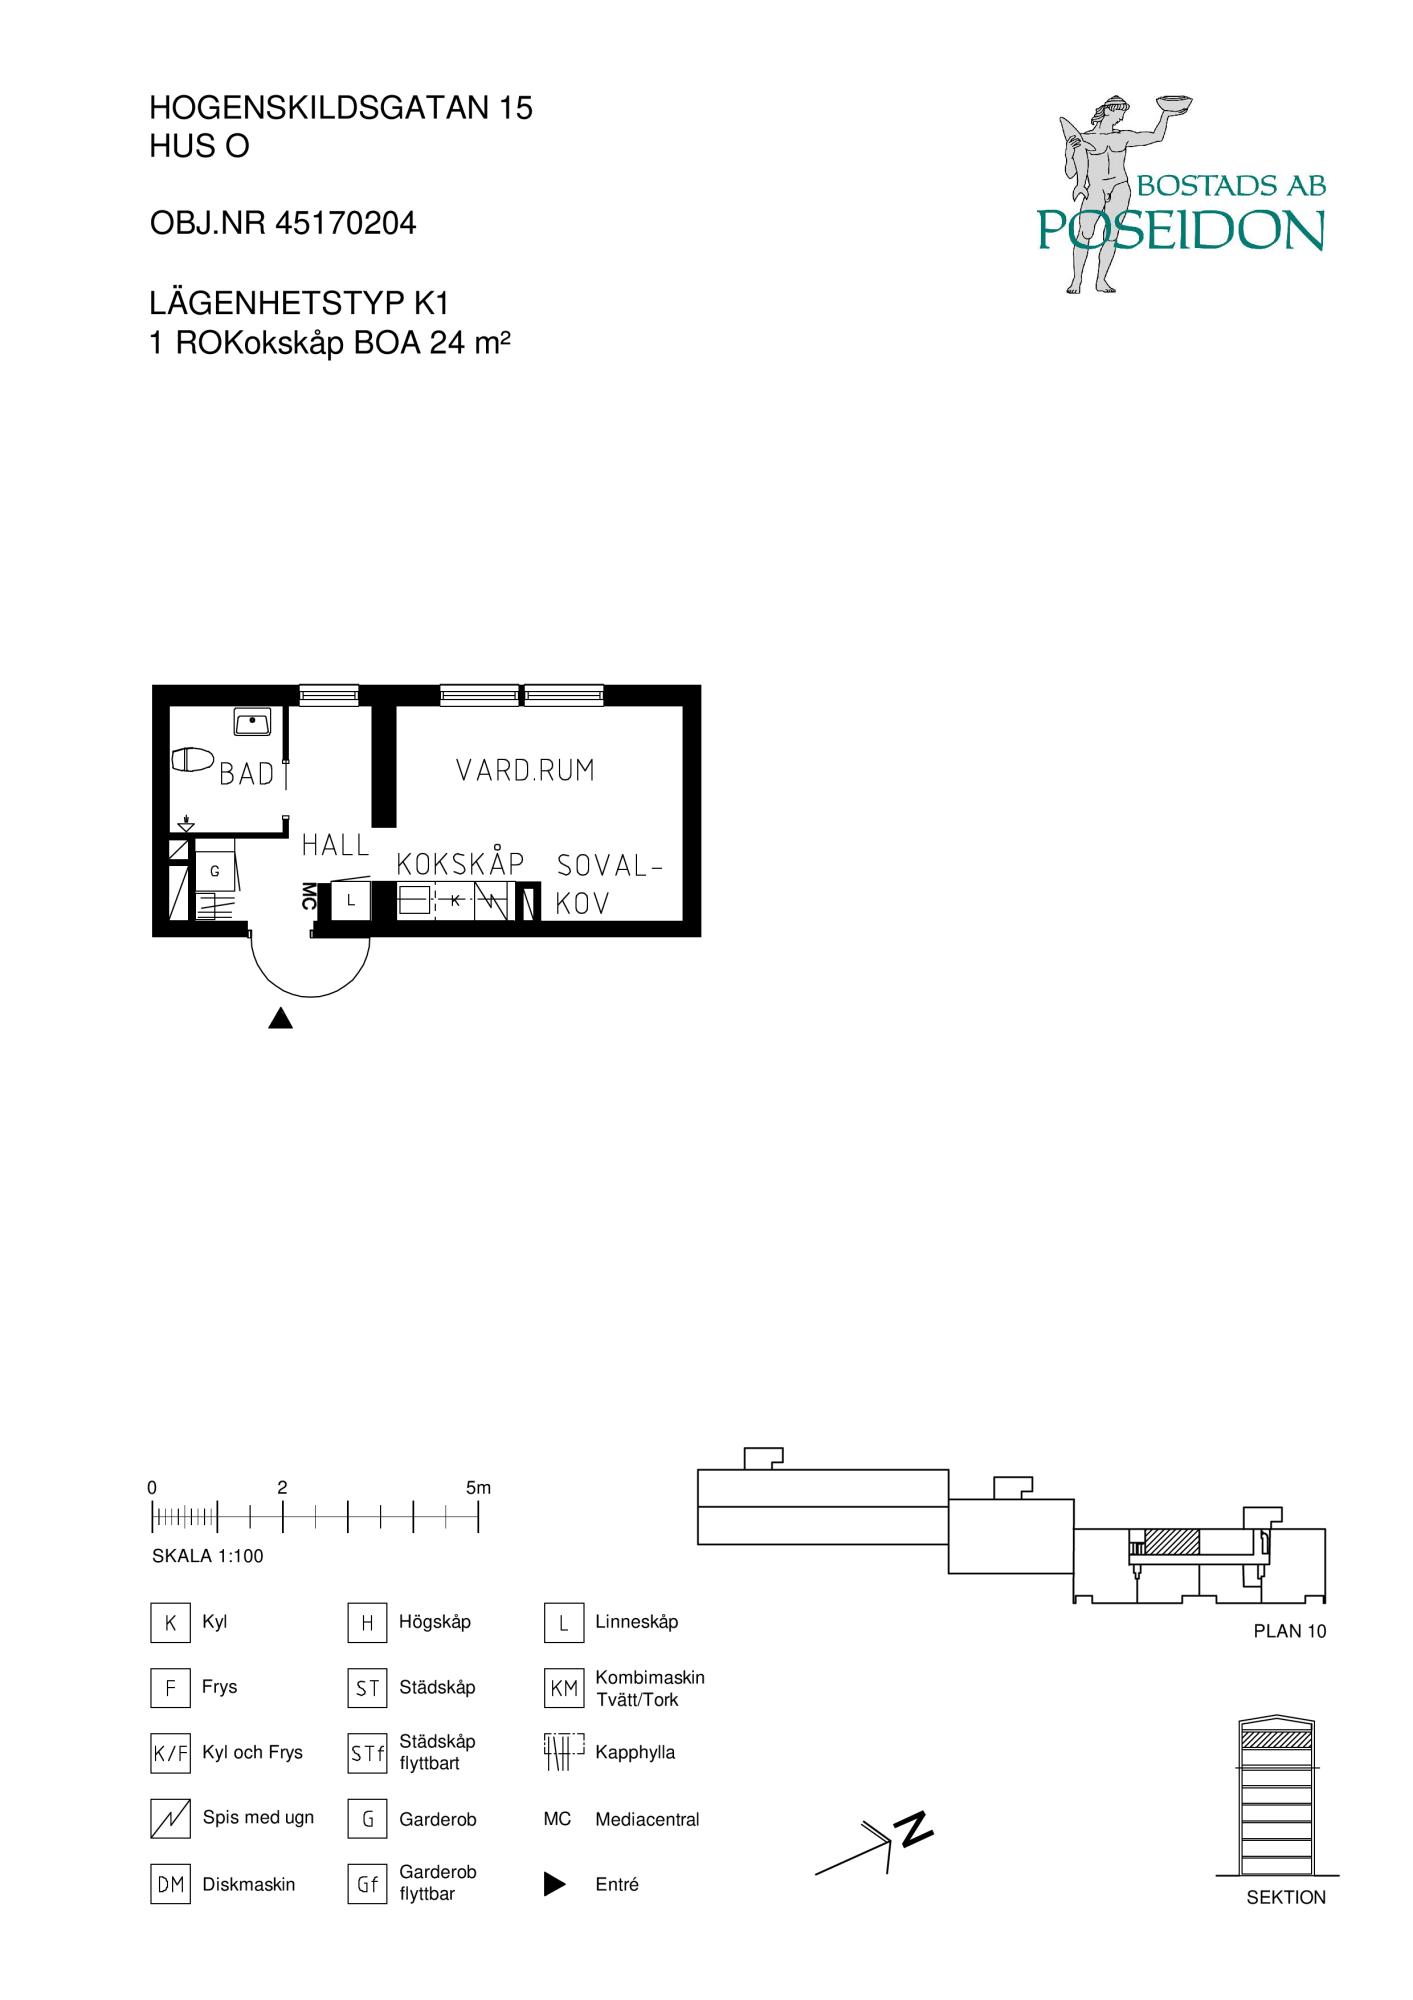 HOGENSKILDSGATAN 15
HUS O
OBJ.NR 45170204
LÄGENHETSTYP K1
1 ROKokskåp BOA 24 m²
BOSTADS AB
POSEIDON
VARD.RUM
BAD
HALL
KOKSKÅP
SOVAL-
KOV
G
MC
L
K
0 2 5m
SKALA 1:100
K Kyl
H Högskåp
L Linneskåp
F Frys
ST Städskåp
KM Kombimaskin
Tvätt/Tork
K/F Kyl och Frys
STf Städskåp
flyttbart
Kapphylla
Spis med ugn
G Garderob
MC Mediacentral
DM Diskmaskin
Gf Garderob
flyttbar
Entré
PLAN 10
N
SEKTION